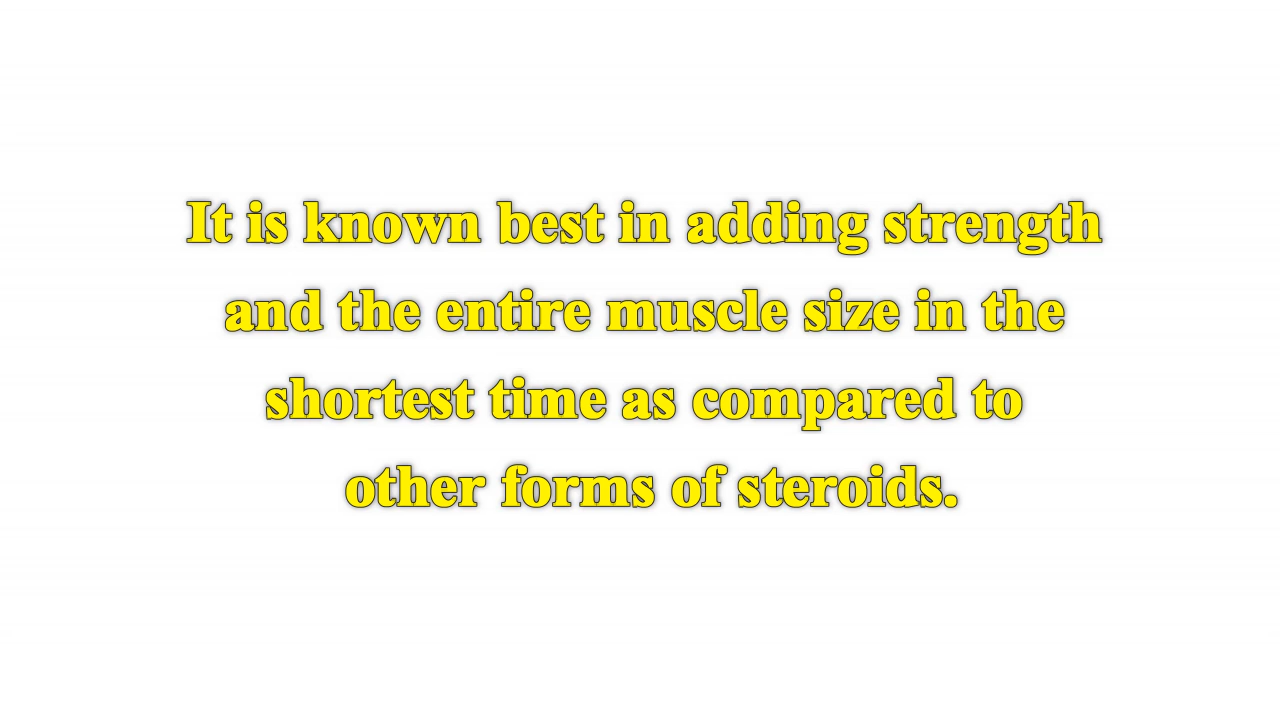 It is known best in adding strength
and the entire muscle size in the
shortest time as compared to
other forms of steroids.